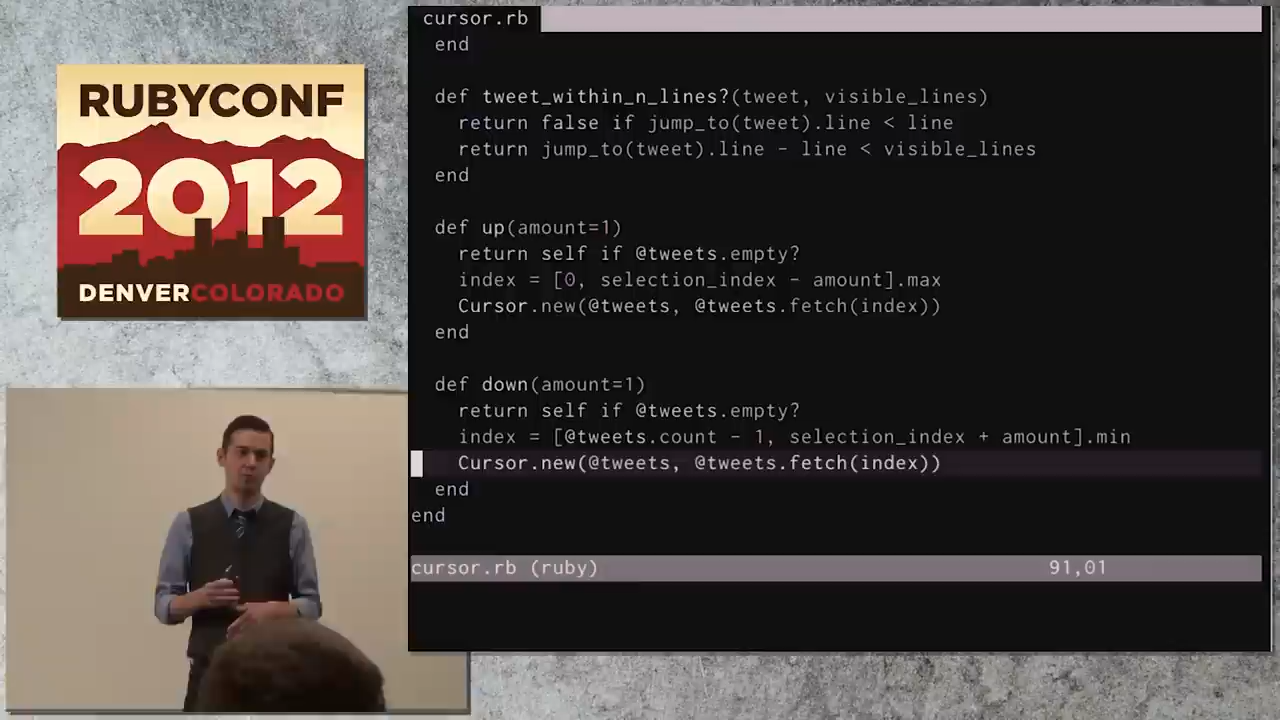 RUBYCONF
2012
DENVERCOLORADO
cursor.rb
end
def tweet_within_n_lines?(tweet, visible_lines)
return false if jump_to(tweet).line < line
return jump_to(tweet).line - line < visible_lines
end
def up(amount=1)
return self if @tweets.empty?
index = [0, selection_index - amount].max
Cursor.new(@tweets, @tweets.fetch(index))
end
def down(amount=1)
return self if @tweets.empty?
index = [@tweets.count - 1, selection_index + amount].min
Cursor.new(@tweets, @tweets.fetch(index))
end
end
cursor.rb (ruby) 91,01